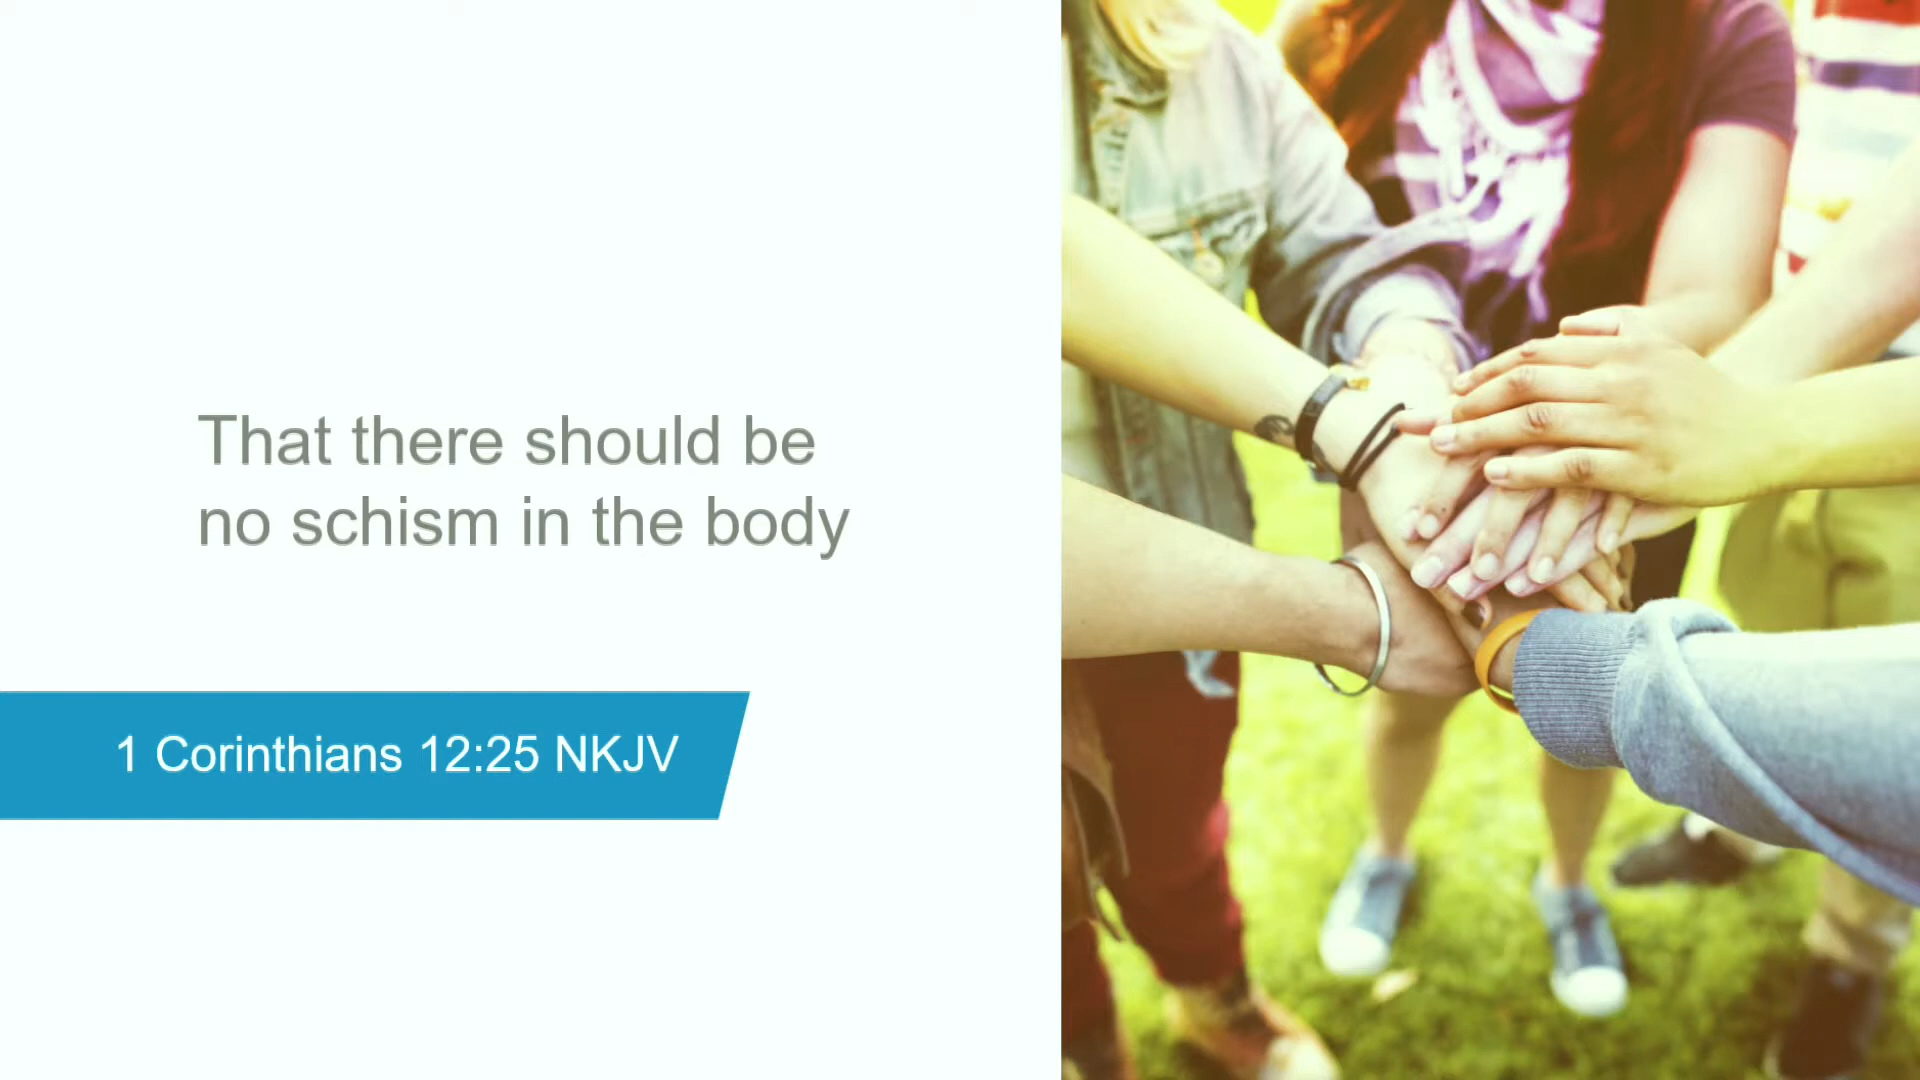 That there should be
no schism in the body
1 Corinthians 12:25 NKJV